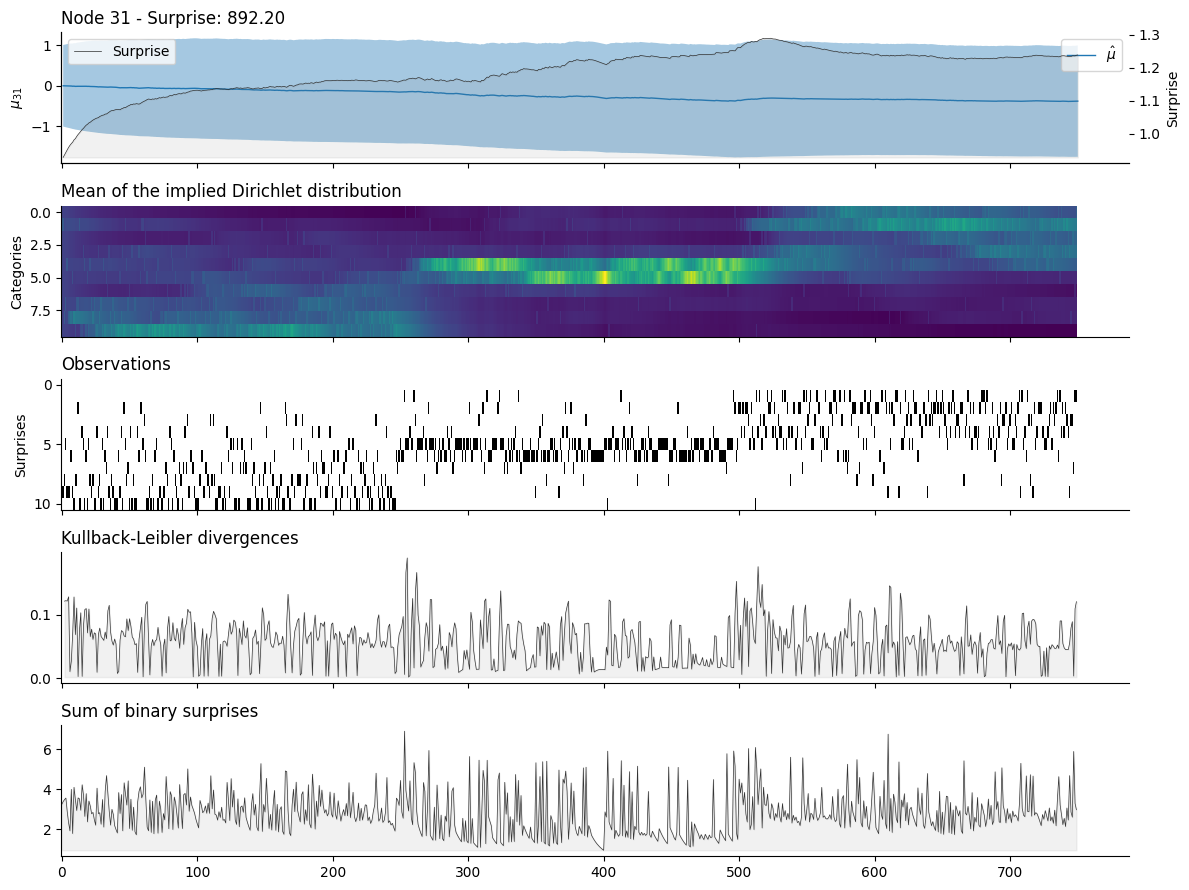 Node 31 - Surprise: 892.20
Surprise
μ̂
1
0
−1
μ31
1.3
1.2
1.1
1.0
Surprise
Mean of the implied Dirichlet distribution
0.0
2.5
5.0
7.5
Categories
Observations
0
5
10
Surprises
Kullback-Leibler divergences
0.1
0.0
Sum of binary surprises
6
4
2
0 100 200 300 400 500 600 700